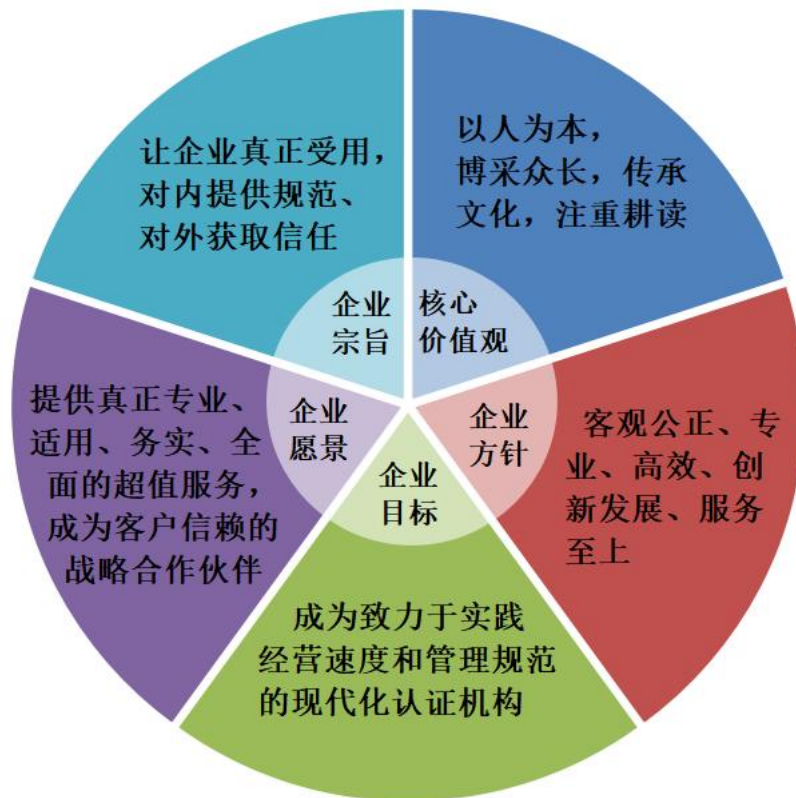 让企业真正受用，
对内提供规范、
对外获取信任
企业
宗旨
以人为本，
博采众长，传承
文化，注重耕读
核心
价值观
客观公正、专
业、高效、创
新发展、服务
至上
企业
方针
成为致力于实践
经营速度和管理规范
的现代化认证机构
企业
目标
提供真正专业、
适用、务实、全
面的超值服务，
成为客户信赖的
战略合作伙伴
企业
愿景